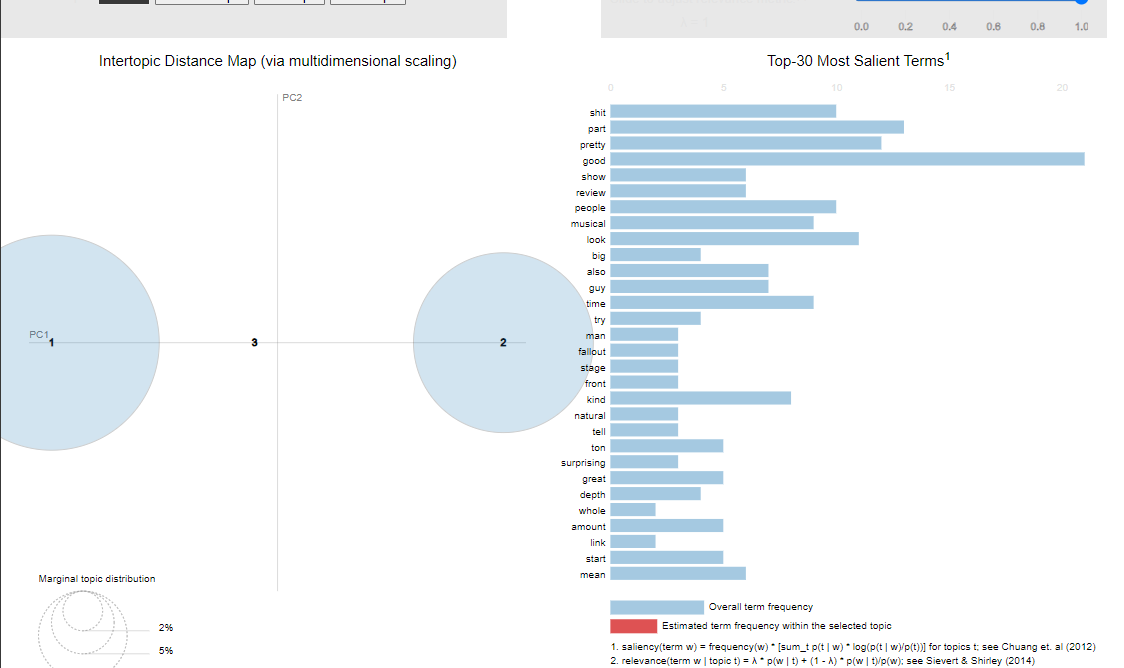 0.0 0.2 0.4 0.6 0.8 1.0
Intertopic Distance Map (via multidimensional scaling)
PC2
PC1
1
3
2
Marginal topic distribution
2%
5%
Top-30 Most Salient Terms1
0 5 10 15 20
shit
part
pretty
good
show
review
people
musical
look
big
also
guy
time
try
man
fallout
stage
front
kind
natural
tell
ton
surprising
great
depth
whole
amount
link
start
mean
Overall term frequency
Estimated term frequency within the selected topic
1. saliency(term w) = frequency(w) * [sum_t p(t | w) * log(p(t | w)/p(t))] for topics t; see Chuang et. al (2012)
2. relevance(term w | topic t) = λ * p(w | t) + (1 - λ) * p(w | t)/p(w); see Sievert & Shirley (2014)